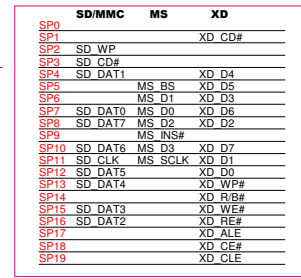 SD/MMC MS XD
SP0
SP1 XD_CD#
SP2 SD_WP
SP3 SD_CD#
SP4 SD_DAT1 XD_D4
SP5 MS_BS XD_D5
SP6 MS_D1 XD_D3
SP7 SD_DAT0 MS_D0 XD_D6
SP8 SD_DAT7 MS_D2 XD_D2
SP9 MS_INS#
SP10 SD_DAT6 MS_D3 XD_D7
SP11 SD_CLK MS_SCLK XD_D1
SP12 SD_DAT5 XD_D0
SP13 SD_DAT4 XD_WP#
SP14 XD_R/B#
SP15 SD_DAT3 XD_WE#
SP16 SD_DAT2 XD_RE#
SP17 XD_ALE
SP18 XD_CE#
SP19 XD_CLE